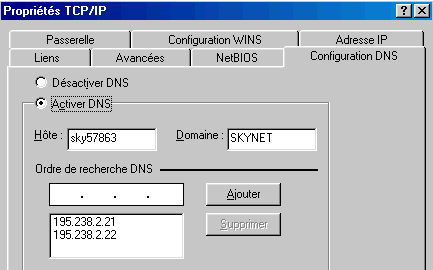 Propriétés TCP/IP
Passerelle Configuration WINS Adresse IP
Liens Avancées NetBIOS Configuration DNS
Désactiver DNS
Activer DNS
Hôte : sky57863 Domaine : SKYNET
Ordre de recherche DNS
. . . Ajouter
195.238.2.21 Supprimer
195.238.2.22